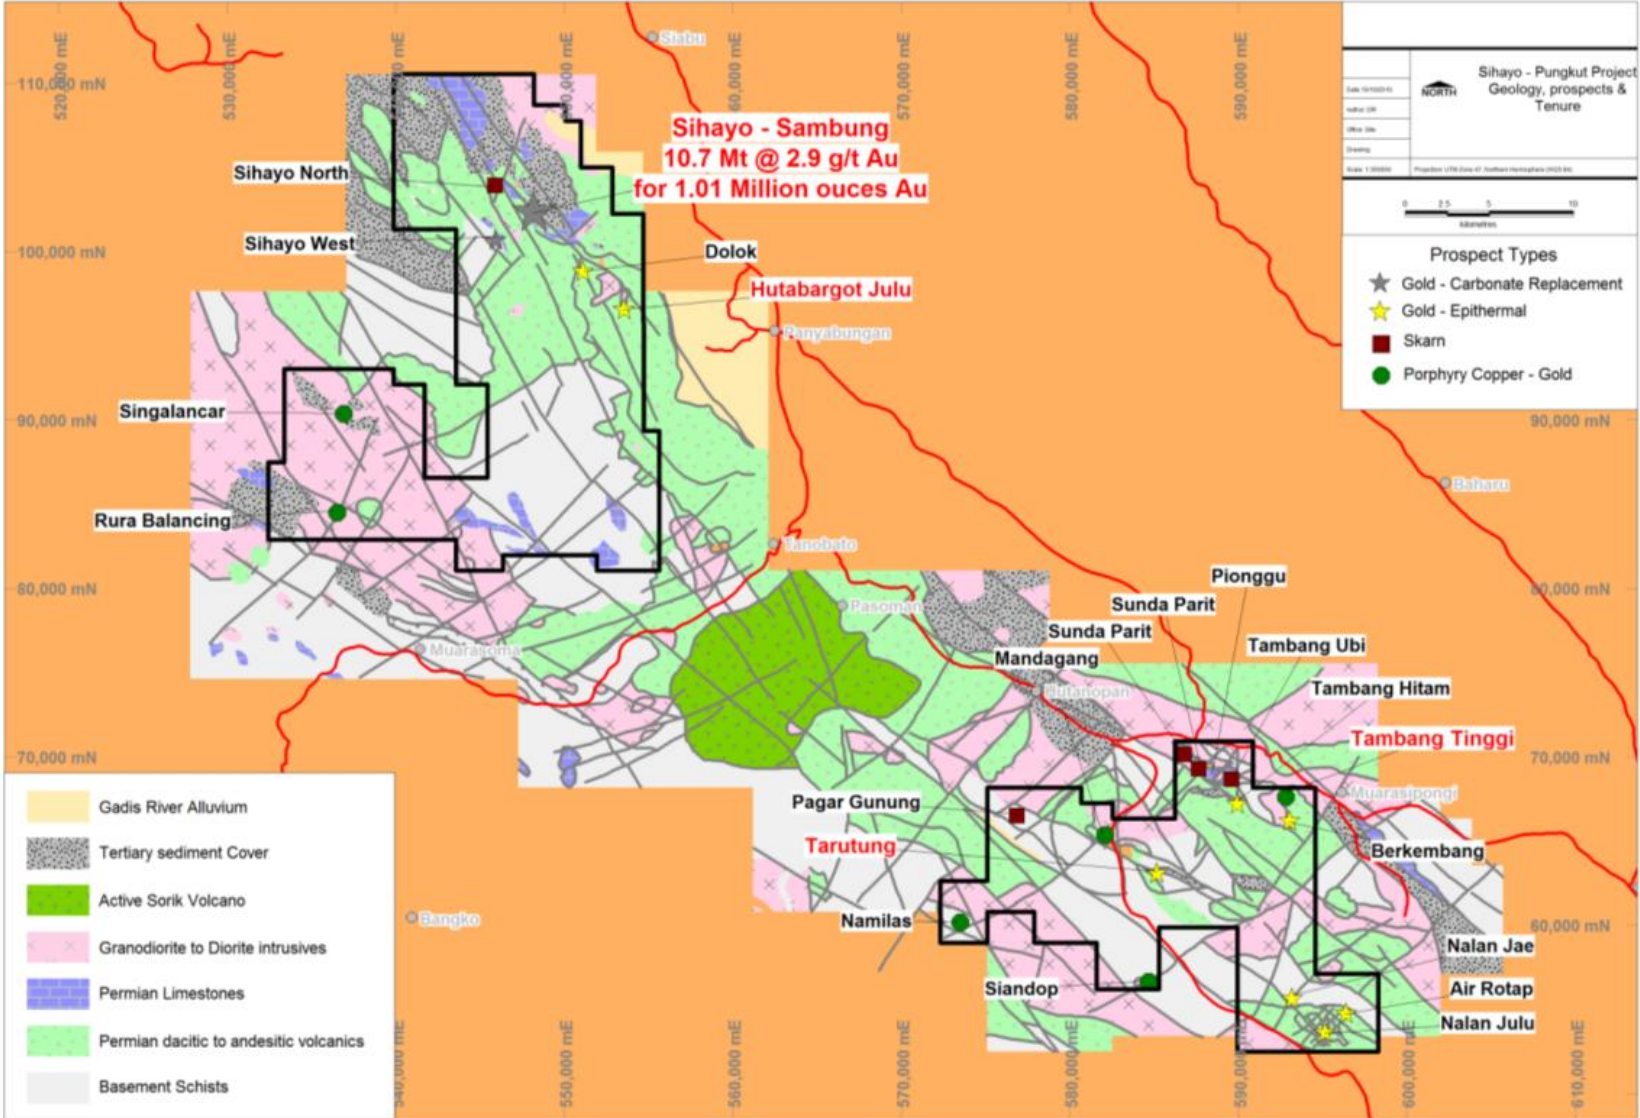 520,000 mE
530,000 mE
560,000 mE
570,000 mE
580,000 mE
590,000 mE
110,000 mN
Siabu
Sihayo - Pungkut Project
Geology, prospects &
Tenure
NORTH
0 2.5 5 10
kilometres
Sihayo - Sambung
10.7 Mt @ 2.9 g/t Au
for 1.01 Million ouces Au
Sihayo North
Sihayo West
100,000 mN
Dolok
Hutabargot Julu
Panyabungan
Prospect Types
Gold - Carbonate Replacement
Gold - Epithermal
Skarn
Porphyry Copper - Gold
Singalancar
90,000 mN
90,000 mN
Baharu
Rura Balancing
Tanobato
80,000 mN
80,000 mN
Pionggu
Sunda Parit
Pasoman
Sunda Parit
Tambang Ubi
Muarasoma
Mandagang
Hutanopan
Tambang Hitam
Tambang Tinggi
70,000 mN
70,000 mN
Muarasipongi
Pagar Gunung
Tarutung
Berkembang
Bangko
Namilas
60,000 mN
Nalan Jae
Siandop
Air Rotap
Nalan Julu
Gadis River Alluvium
Tertiary sediment Cover
Active Sorik Volcano
Granodiorite to Diorite intrusives
Permian Limestones
Permian dacitic to andesitic volcanics
Basement Schists
550,000 mE
560,000 mE
570,000 mE
580,000 mE
600,000 mE
610,000 mE